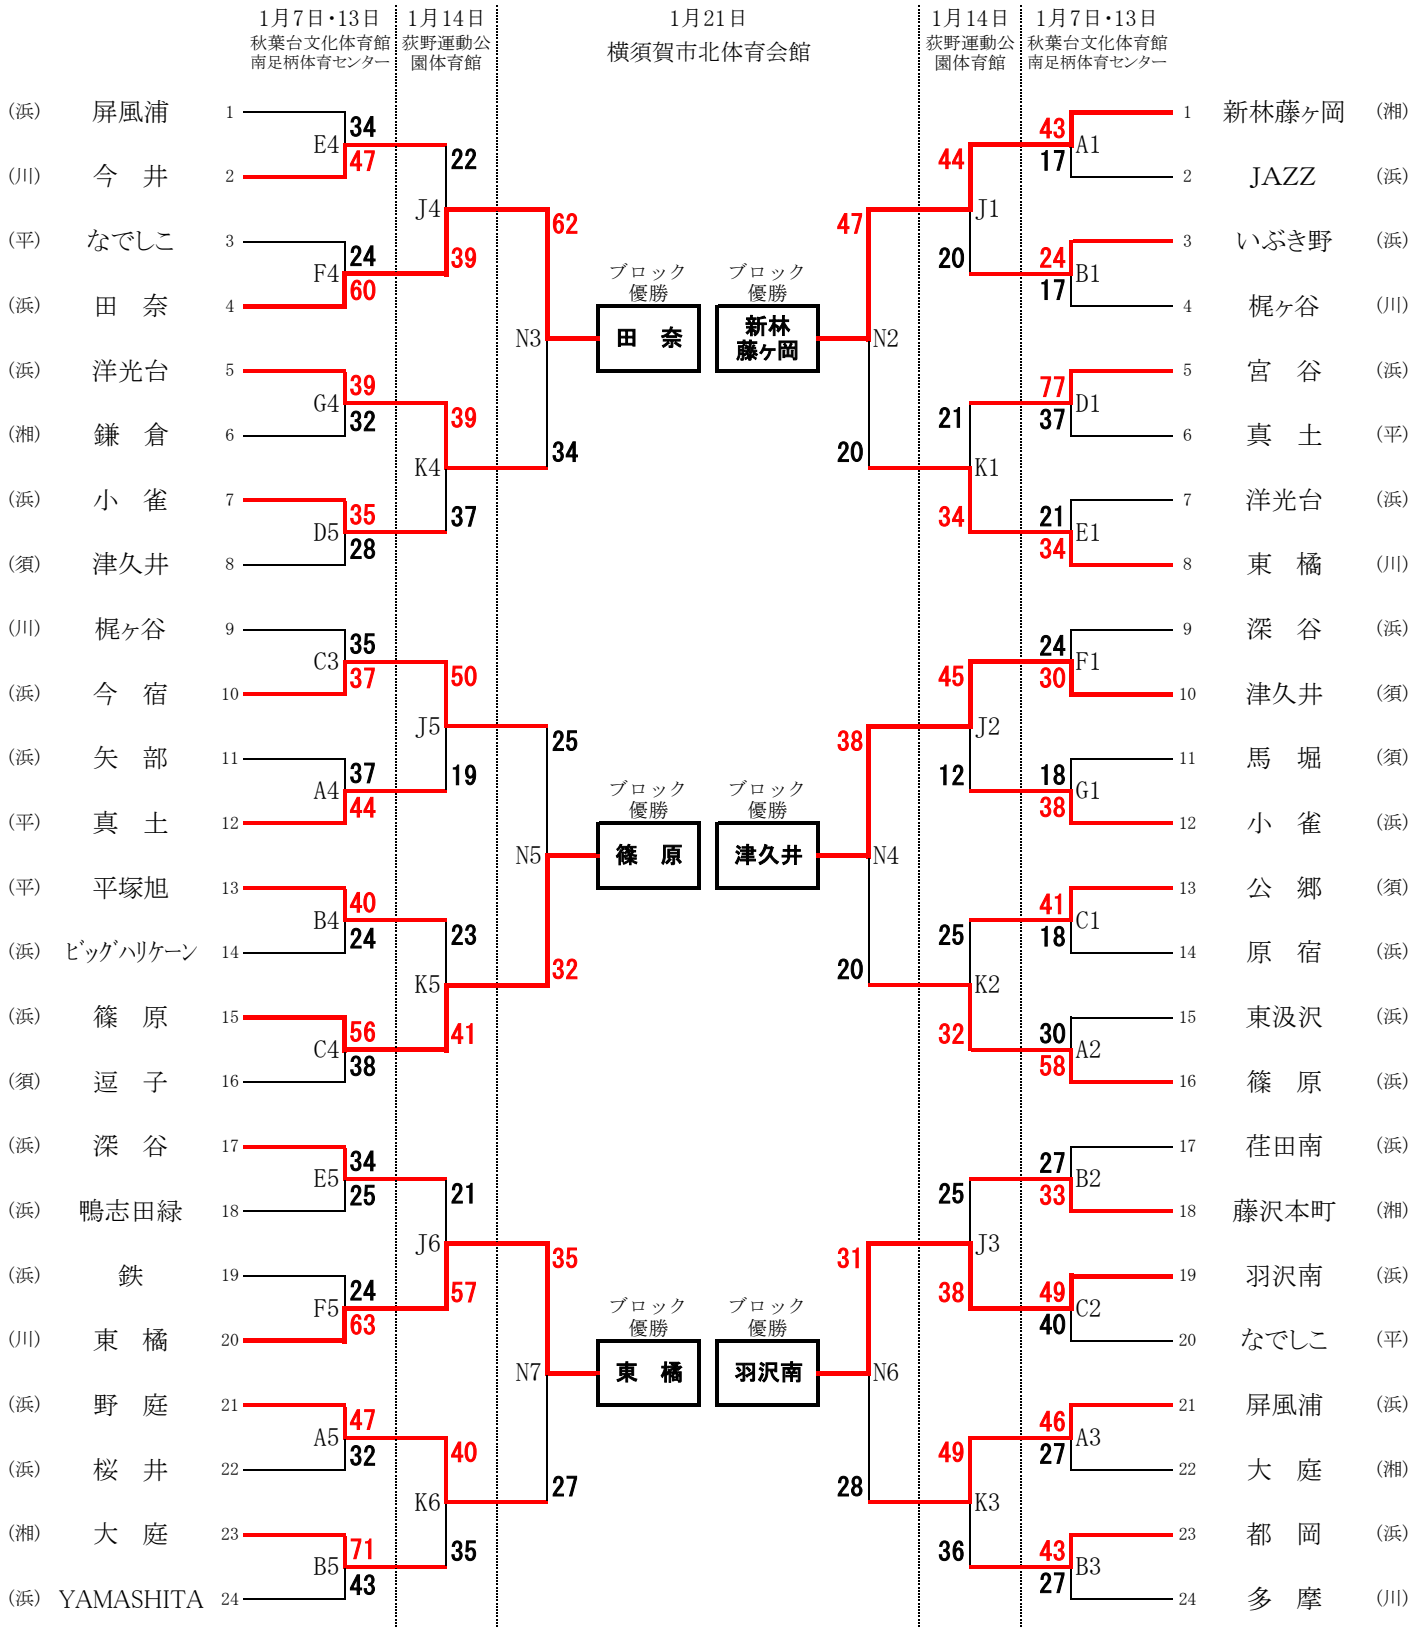 1月7日・13日 1月14日 1月21日 1月14日 1月7日・13日
秋葉台文化体育館 荻野運動公 横須賀市北体育会館 荻野運動公 秋葉台文化体育館
南足柄体育センター 園体育館 園体育館 南足柄体育センター
(浜) 屏風浦 1
34
E4
47
(川) 今 井 2
22
J4
39
(平) なでしこ 3
24
F4
60
(浜) 田 奈 4
62
N3
34
(浜) 洋光台 5
39
G4
32
(湘) 鎌 倉 6
39
K4
37
(浜) 小 雀 7
35
D5
28
(須) 津久井 8
ブロック
優勝
田 奈
(川) 梶ヶ谷 9
35
C3
37
(浜) 今 宿 10
50
J5
19
(浜) 矢 部 11
37
A4
44
(平) 真 土 12
25
N5
32
(平) 平塚旭 13
40
B4
24
(浜) ビッグハリケーン 14
23
K5
41
(浜) 篠 原 15
56
C4
38
(須) 逗 子 16
ブロック
優勝
篠 原
(浜) 深 谷 17
34
E5
25
(浜) 鴨志田緑 18
21
J6
57
(浜) 鉄 19
24
F5
63
(川) 東 橘 20
35
N7
27
(浜) 野 庭 21
47
A5
32
(浜) 桜 井 22
40
K6
35
(湘) 大 庭 23
71
B5
43
(浜) YAMASHITA 24
ブロック
優勝
東 橘
1 新林藤ヶ岡 (湘)
43
A1
17
2 JAZZ (浜)
44
J1
20
3 いぶき野 (浜)
24
B1
17
4 梶ヶ谷 (川)
47
N2
20
5 宮 谷 (浜)
77
D1
37
6 真 土 (平)
21
K1
34
7 洋光台 (浜)
21
E1
34
8 東 橘 (川)
ブロック
優勝
新林
藤ヶ岡
9 深 谷 (浜)
24
F1
30
10 津久井 (須)
45
J2
12
11 馬 堀 (須)
18
G1
38
12 小 雀 (浜)
38
N4
20
13 公 郷 (須)
41
C1
18
14 原 宿 (浜)
25
K2
32
15 東汲沢 (浜)
30
A2
58
16 篠 原 (浜)
ブロック
優勝
津久井
17 荏田南 (浜)
27
B2
33
18 藤沢本町 (湘)
25
J3
38
19 羽沢南 (浜)
49
C2
40
20 なでしこ (平)
31
N6
28
21 屏風浦 (浜)
46
A3
27
22 大 庭 (湘)
49
K3
36
23 都 岡 (浜)
43
B3
27
24 多 摩 (川)
ブロック
優勝
羽沢南